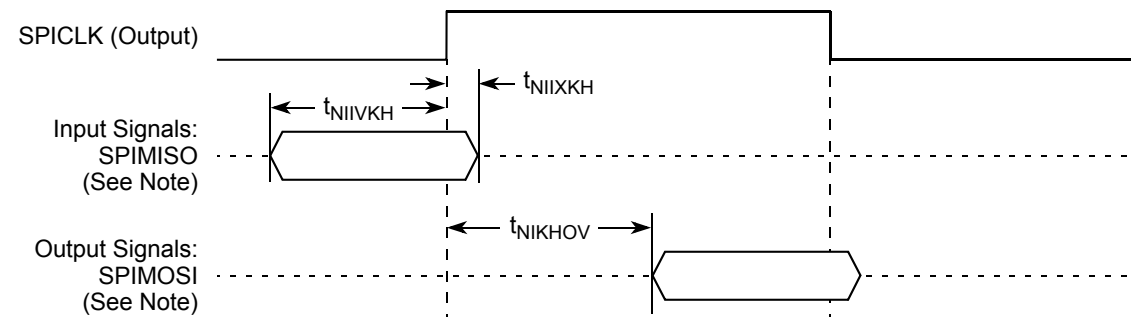 SPICLK (Output)
tNIIXKH
tNIIVKH
Input Signals:
SPIMISO
(See Note)
tNIKHOV
Output Signals:
SPIMOSI
(See Note)